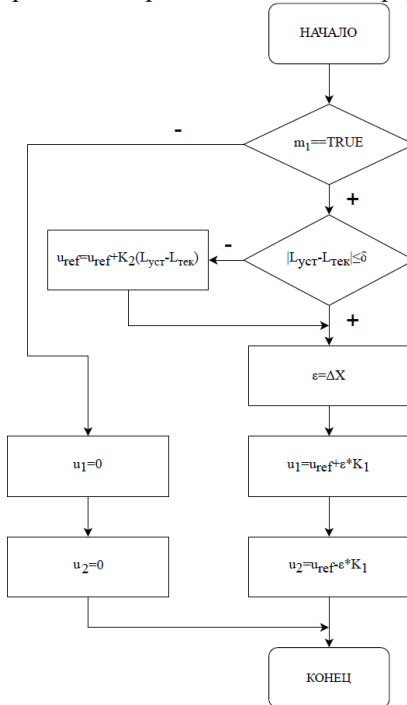 НАЧАЛО
-
m₁==TRUE
+
uref=uref+K₂(Lуст-Lтек)
-
|Lуст-Lтек|≤δ
+
ε=ΔX
u₁=0
u₁=uref+ε*K₁
u₂=0
u₂=uref-ε*K₁
КОНЕЦ